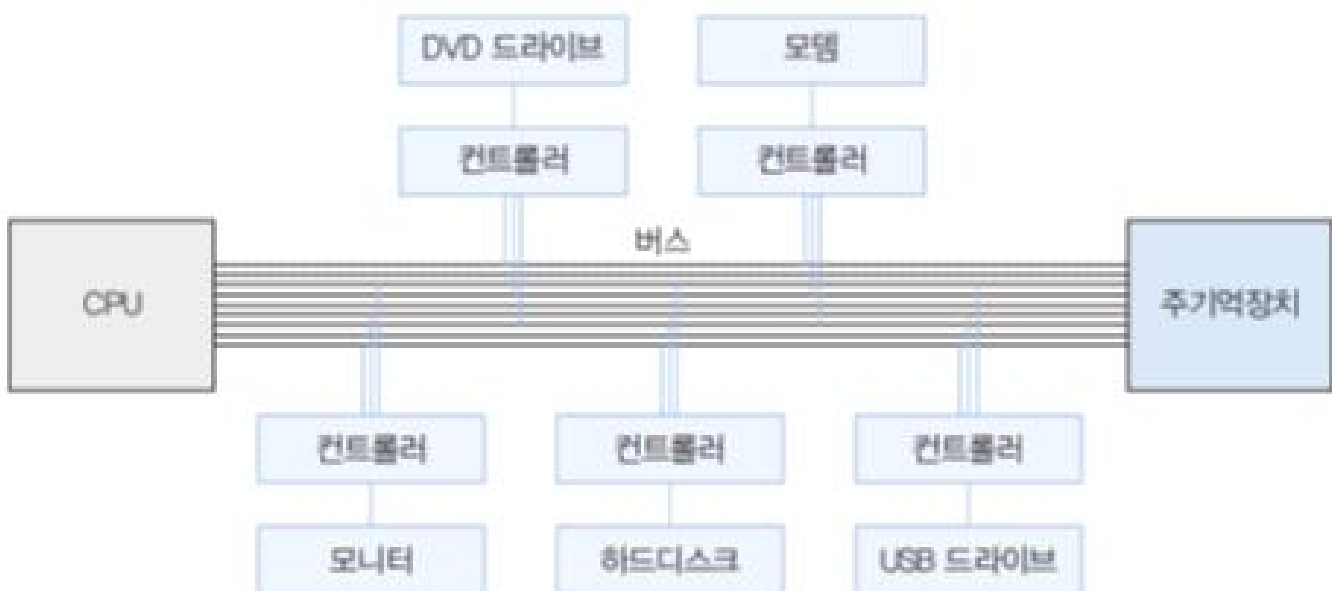 DVD 드라이브
모뎀
컨트롤러
컨트롤러
버스
CPU
주기억장치
컨트롤러
컨트롤러
컨트롤러
모니터
하드디스크
USB 드라이브